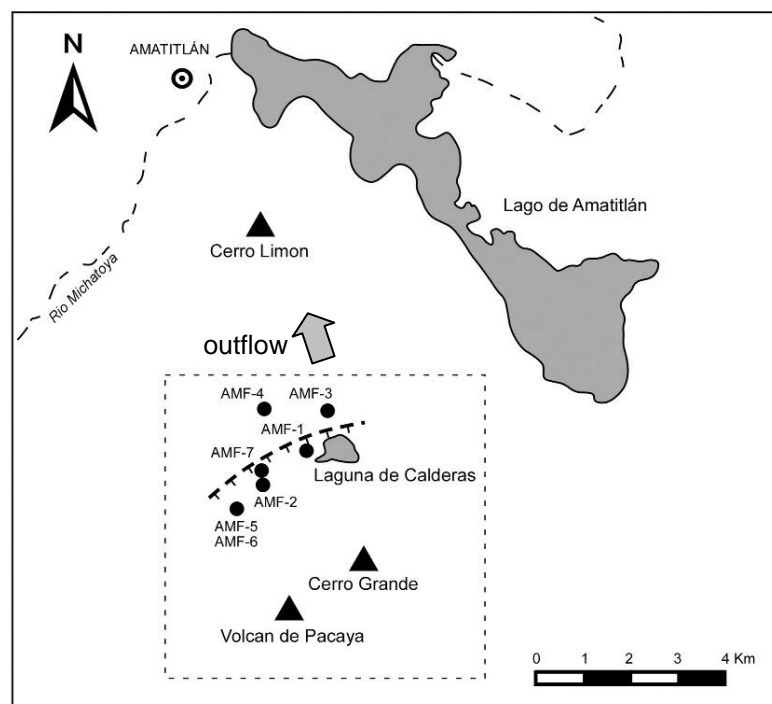 N
AMATITLÁN
Lago de Amatitlán
Cerro Limon
Rio Michatoya
outflow
AMF-4
AMF-3
AMF-1
AMF-7
Laguna de Calderas
AMF-2
AMF-5
AMF-6
Cerro Grande
Volcan de Pacaya
0 1 2 3 4 Km